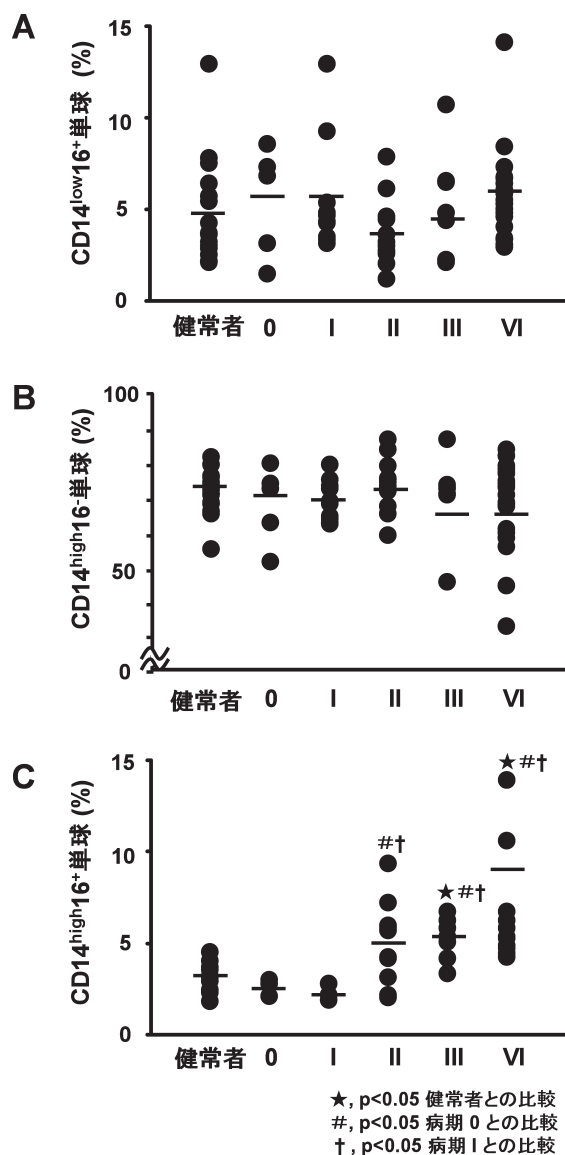 A
CD14low16+単球 (%)
15
10
5
0
健常者 0 I II III VI
B
CD14high16-単球 (%)
100
50
0
健常者 0 I II III VI
C
CD14high16+単球 (%)
15
10
5
0
#†
★#†
★#†
健常者 0 I II III VI
★, p<0.05 健常者との比較
#, p<0.05 病期 0 との比較
†, p<0.05 病期 I との比較